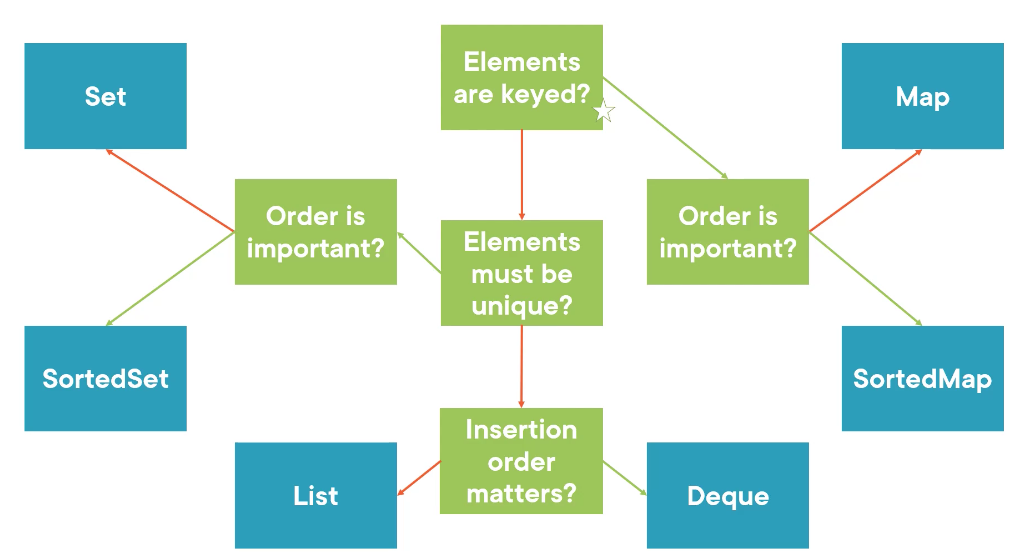 Elements
are keyed?
Set
Map
Order is
important?
Elements
must be
unique?
Order is
important?
SortedSet
SortedMap
Insertion
order
matters?
List
Deque